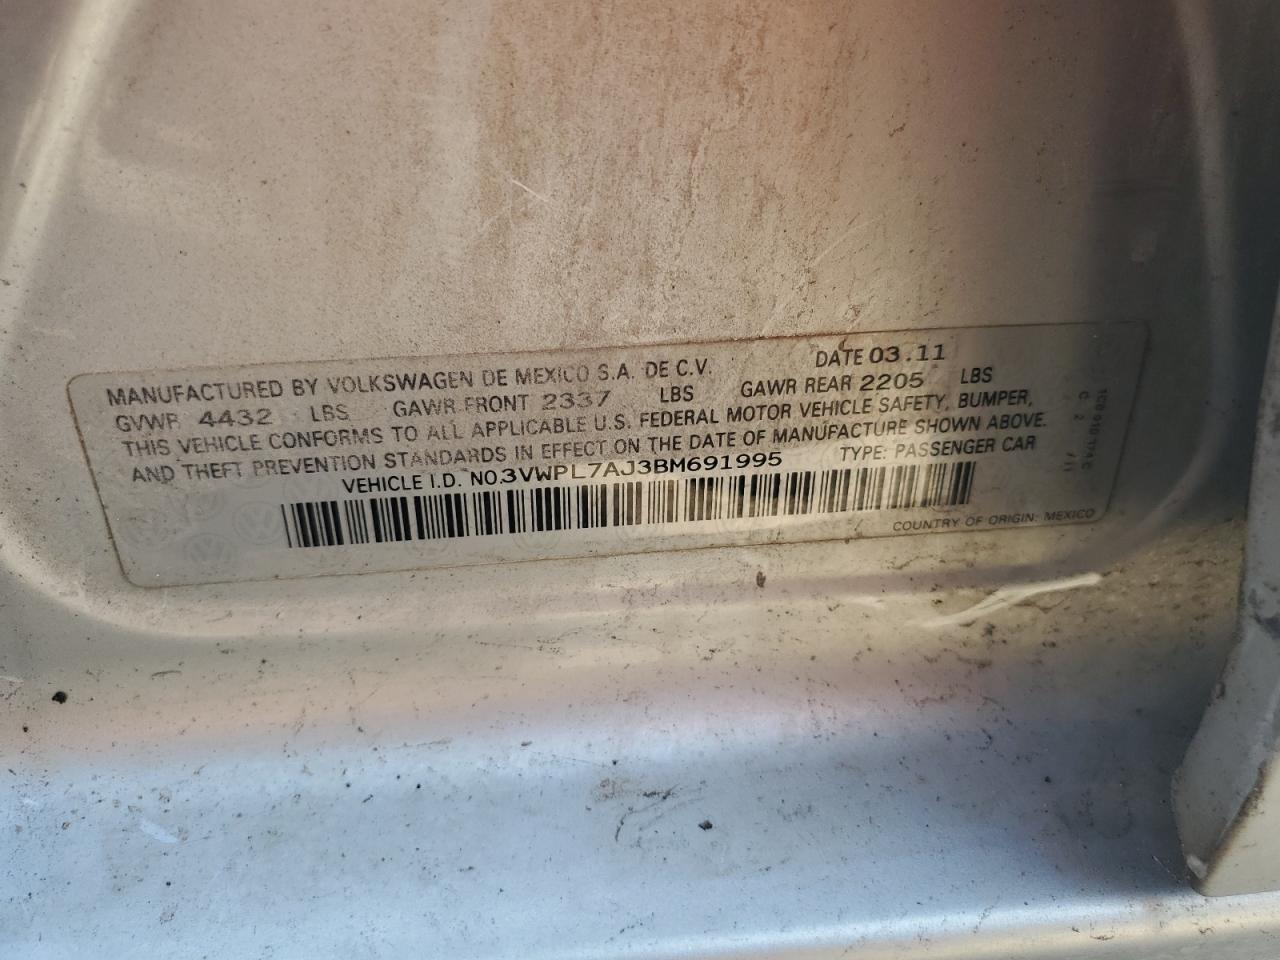 MANUFACTURED BY VOLKSWAGEN DE MEXICO S.A. DE C.V. DATE 03.11
GVWR 4432 LBS GAWR FRONT 2337 LBS GAWR REAR 2205 LBS
THIS VEHICLE CONFORMS TO ALL APPLICABLE U.S. FEDERAL MOTOR VEHICLE SAFETY, BUMPER,
AND THEFT PREVENTION STANDARDS IN EFFECT ON THE DATE OF MANUFACTURE SHOWN ABOVE.
VEHICLE I.D. NO.3VWPL7AJ3BM691995 TYPE: PASSENGER CAR
COUNTRY OF ORIGIN: MEXICO